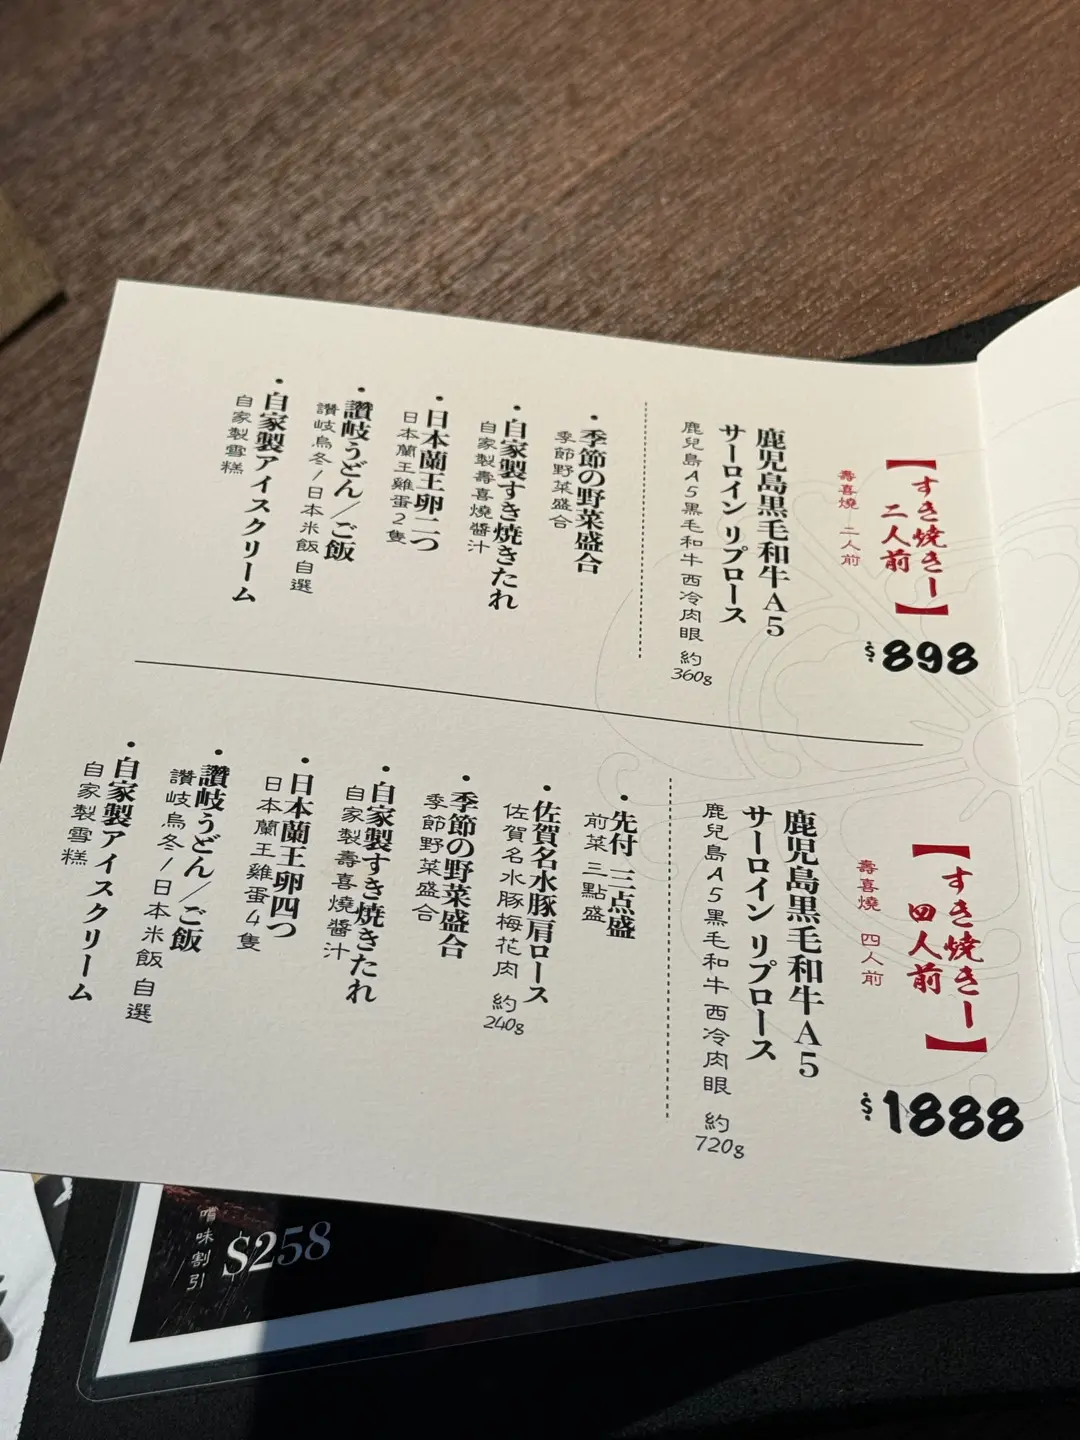 【すき焼きー
二人前】
壽喜燒 二人前
$898
鹿児島黒毛和牛A5
サーロイン リブロース
鹿兒島A5黑毛和牛西冷肉眼 約
360g
・季節の野菜盛合
季節野菜盛合
・自家製すき焼きたれ
自家製壽喜燒醬汁
・日本蘭王卵二つ
日本蘭王雞蛋2隻
・讃岐うどん／ご飯
讃岐烏冬/日本米飯 自選
・自家製アイスクリーム
自家製雪糕
【すき焼きー
四人前】
壽喜燒 四人前
$1888
鹿児島黒毛和牛A5
サーロイン リブロース
鹿兒島A5黑毛和牛西冷肉眼 約
720g
・先付 三点盛
前菜三點盛
・佐賀名水豚肩ロース
佐賀名水豚梅花肉 約
240g
・季節の野菜盛合
季節野菜盛合
・自家製すき焼きたれ
自家製壽喜燒醬汁
・日本蘭王卵四つ
日本蘭王雞蛋4隻
・讃岐うどん／ご飯
讃岐烏冬/日本米飯 自選
・自家製アイスクリーム
自家製雪糕
嚐味割引
$258